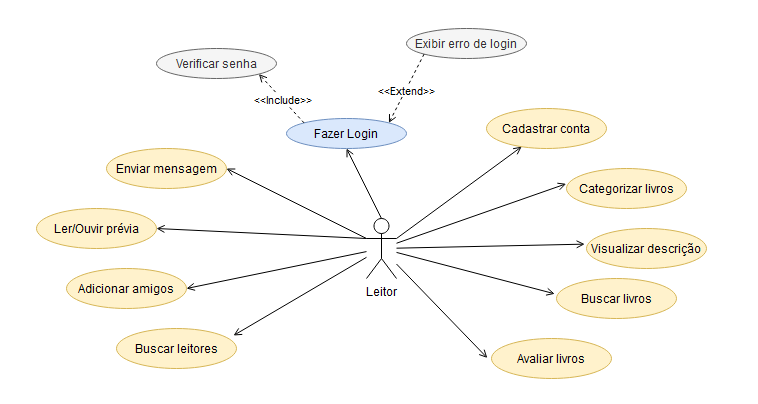 Exibir erro de login
Verificar senha
<<Extend>>
<<Include>>
Fazer Login
Cadastrar conta
Enviar mensagem
Categorizar livros
Ler/Ouvir prévia
Visualizar descrição
Adicionar amigos
Leitor
Buscar livros
Buscar leitores
Avaliar livros